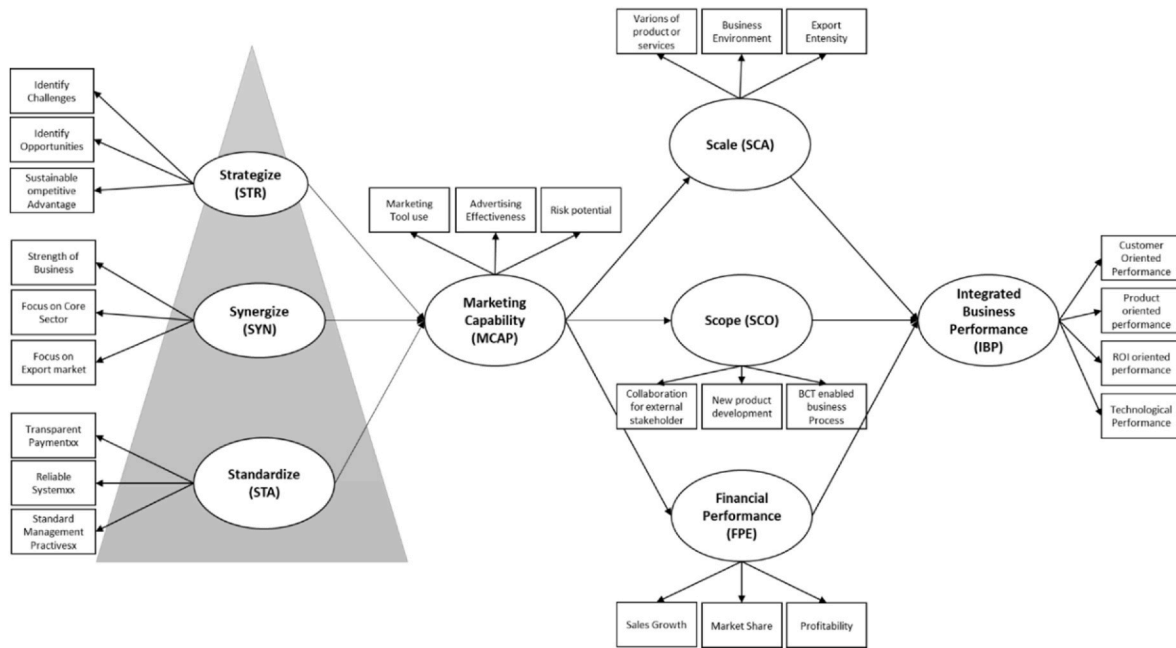 Varions of
product or
services
Business
Environment
Export
Entensity
Identify
Challenges
Identify
Opportunities
Sustainable
ompetitive
Advantage
Strategize
(STR)
Scale (SCA)
Marketing
Tool use
Advertising
Effectiveness
Risk potential
Strength of
Business
Focus on Core
Sector
Focus on
Export market
Synergize
(SYN)
Marketing
Capability
(MCAP)
Scope (SCO)
Integrated
Business
Performance
(IBP)
Customer
Oriented
Performance
Product
oriented
performance
ROI oriented
performance
Technological
Performance
Collaboration
for external
stakeholder
New product
development
BCT enabled
business
Process
Transparent
Paymentxx
Reliable
Systemxx
Standard
Management
Practivesx
Standardize
(STA)
Financial
Performance
(FPE)
Sales Growth
Market Share
Profitability